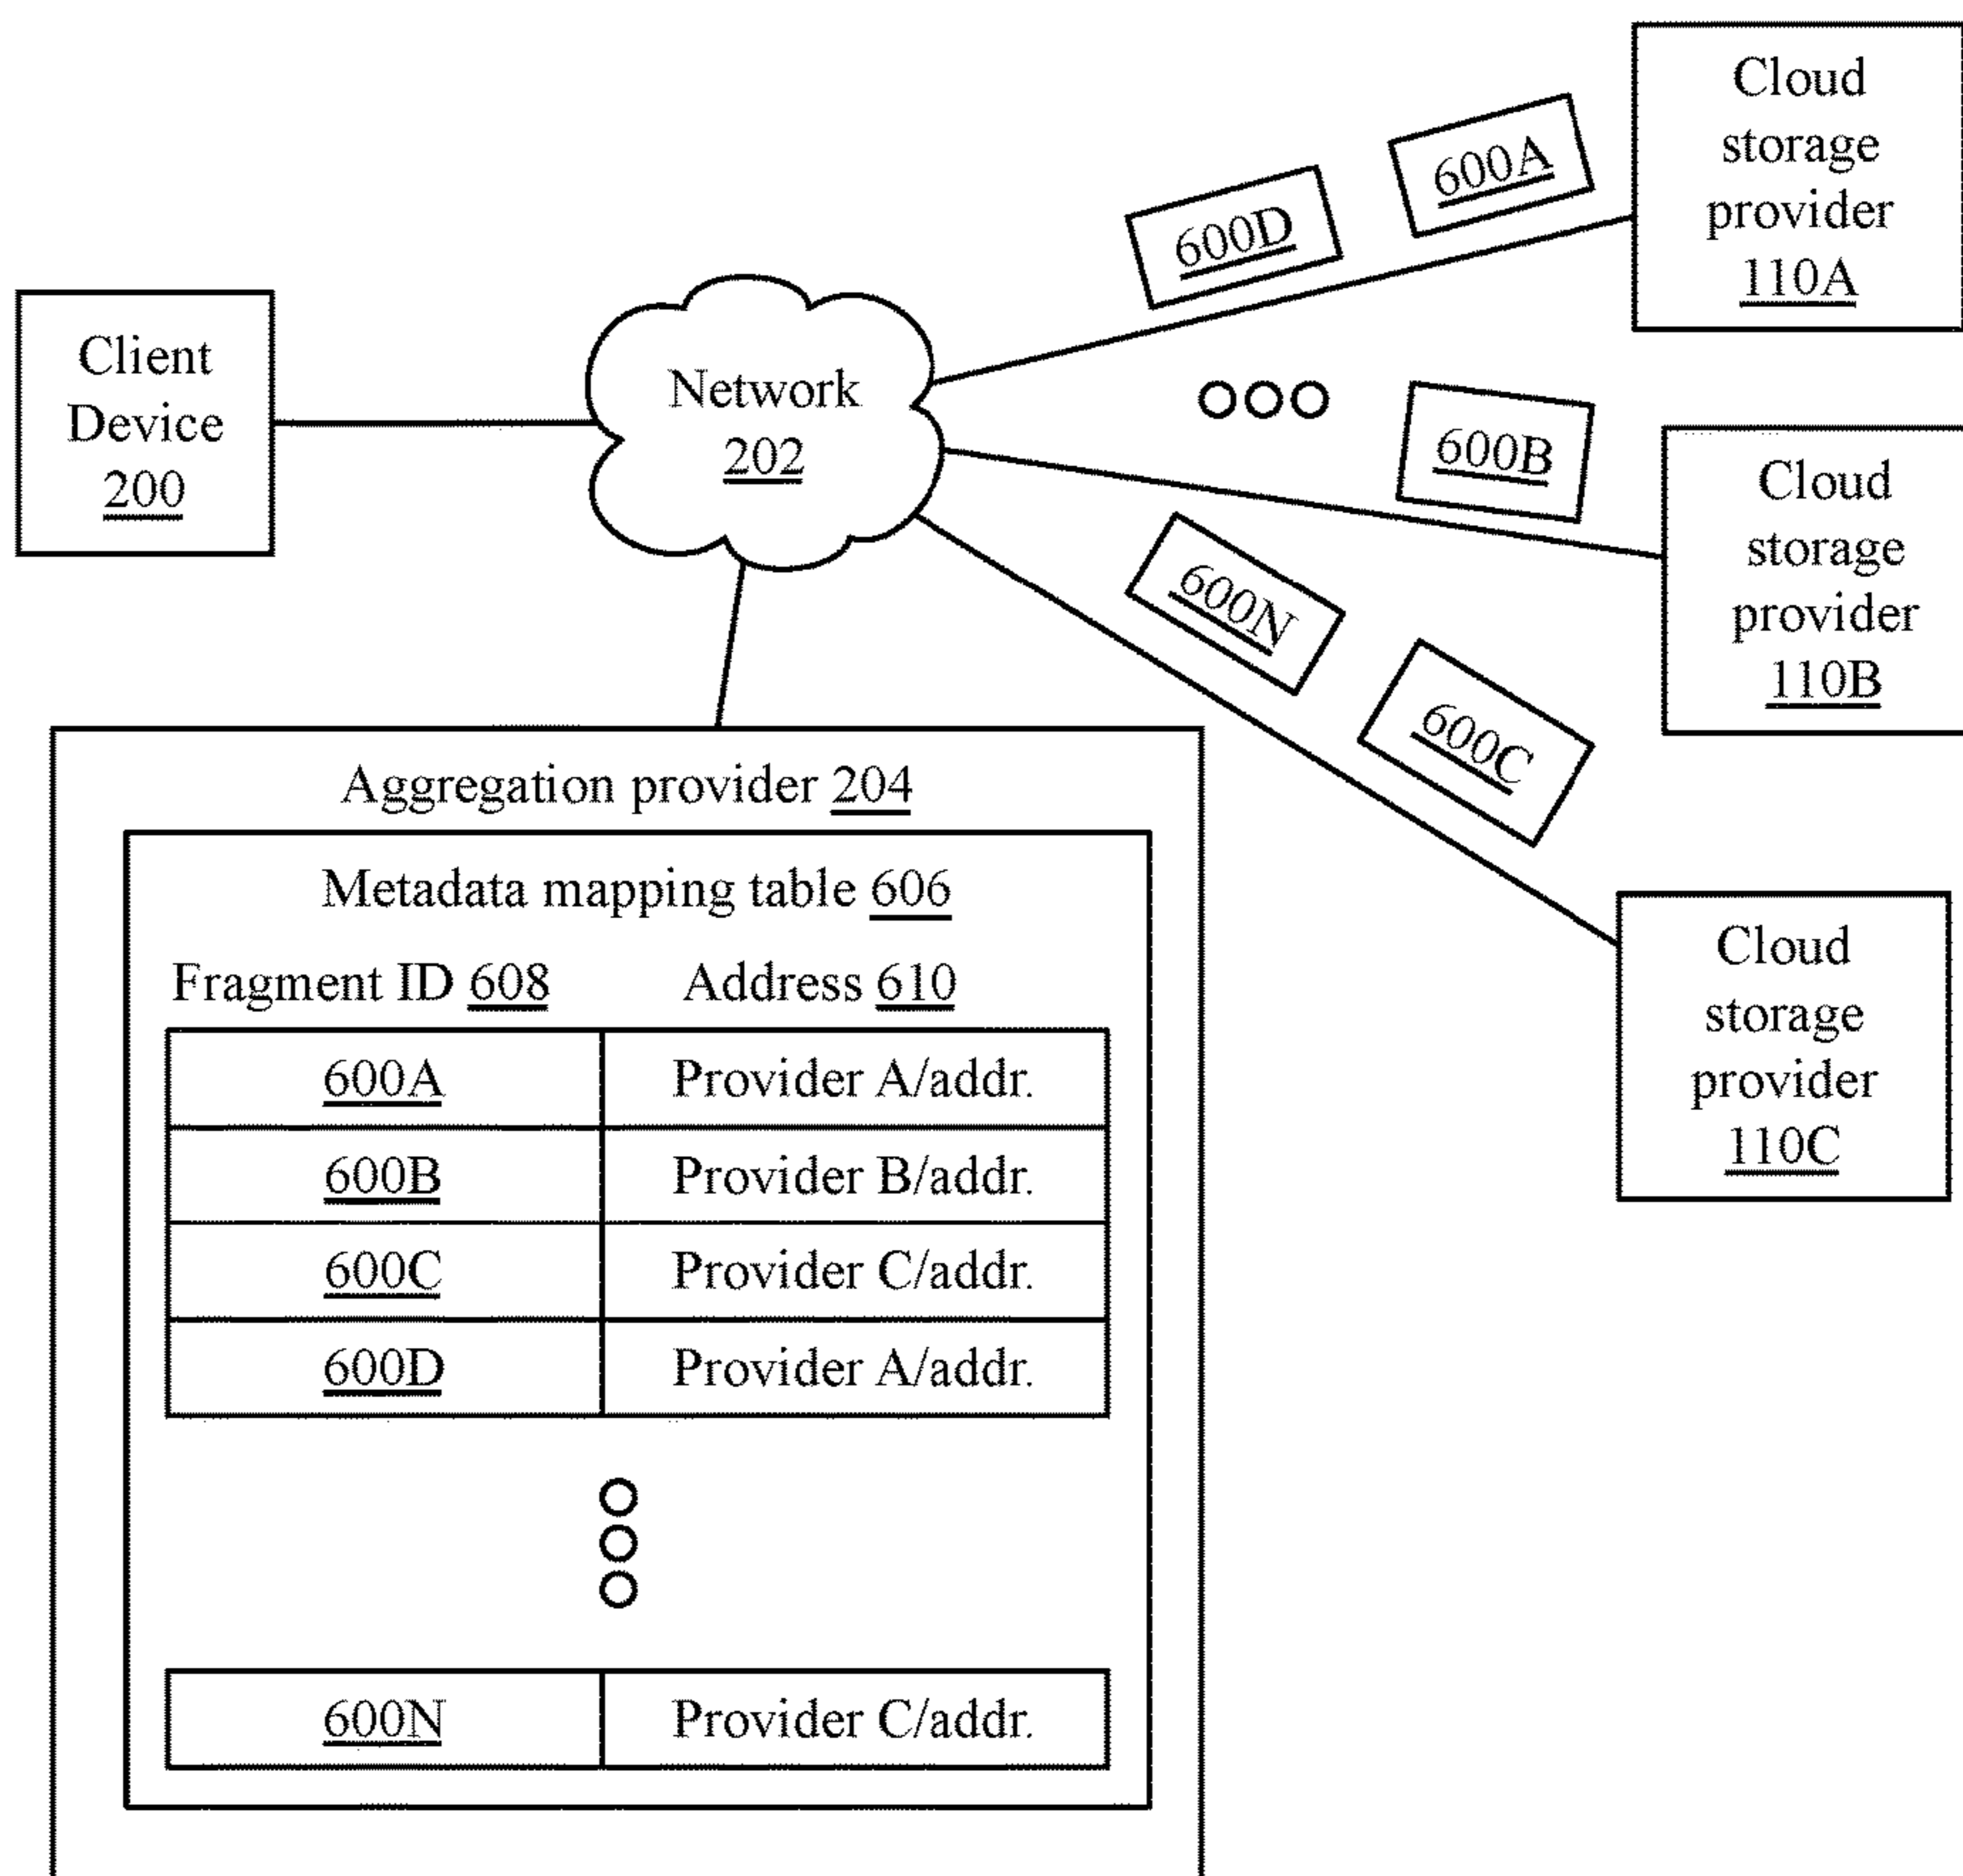 Cloud
storage
provider
110A
600A
600D
Client
Device
200
Network
202
600B
Cloud
storage
provider
110B
600N
600C
Aggregation provider 204
Metadata mapping table 606
Fragment ID 608 Address 610
600A Provider A/addr.
600B Provider B/addr.
600C Provider C/addr.
600D Provider A/addr.
600N Provider C/addr.
Cloud
storage
provider
110C